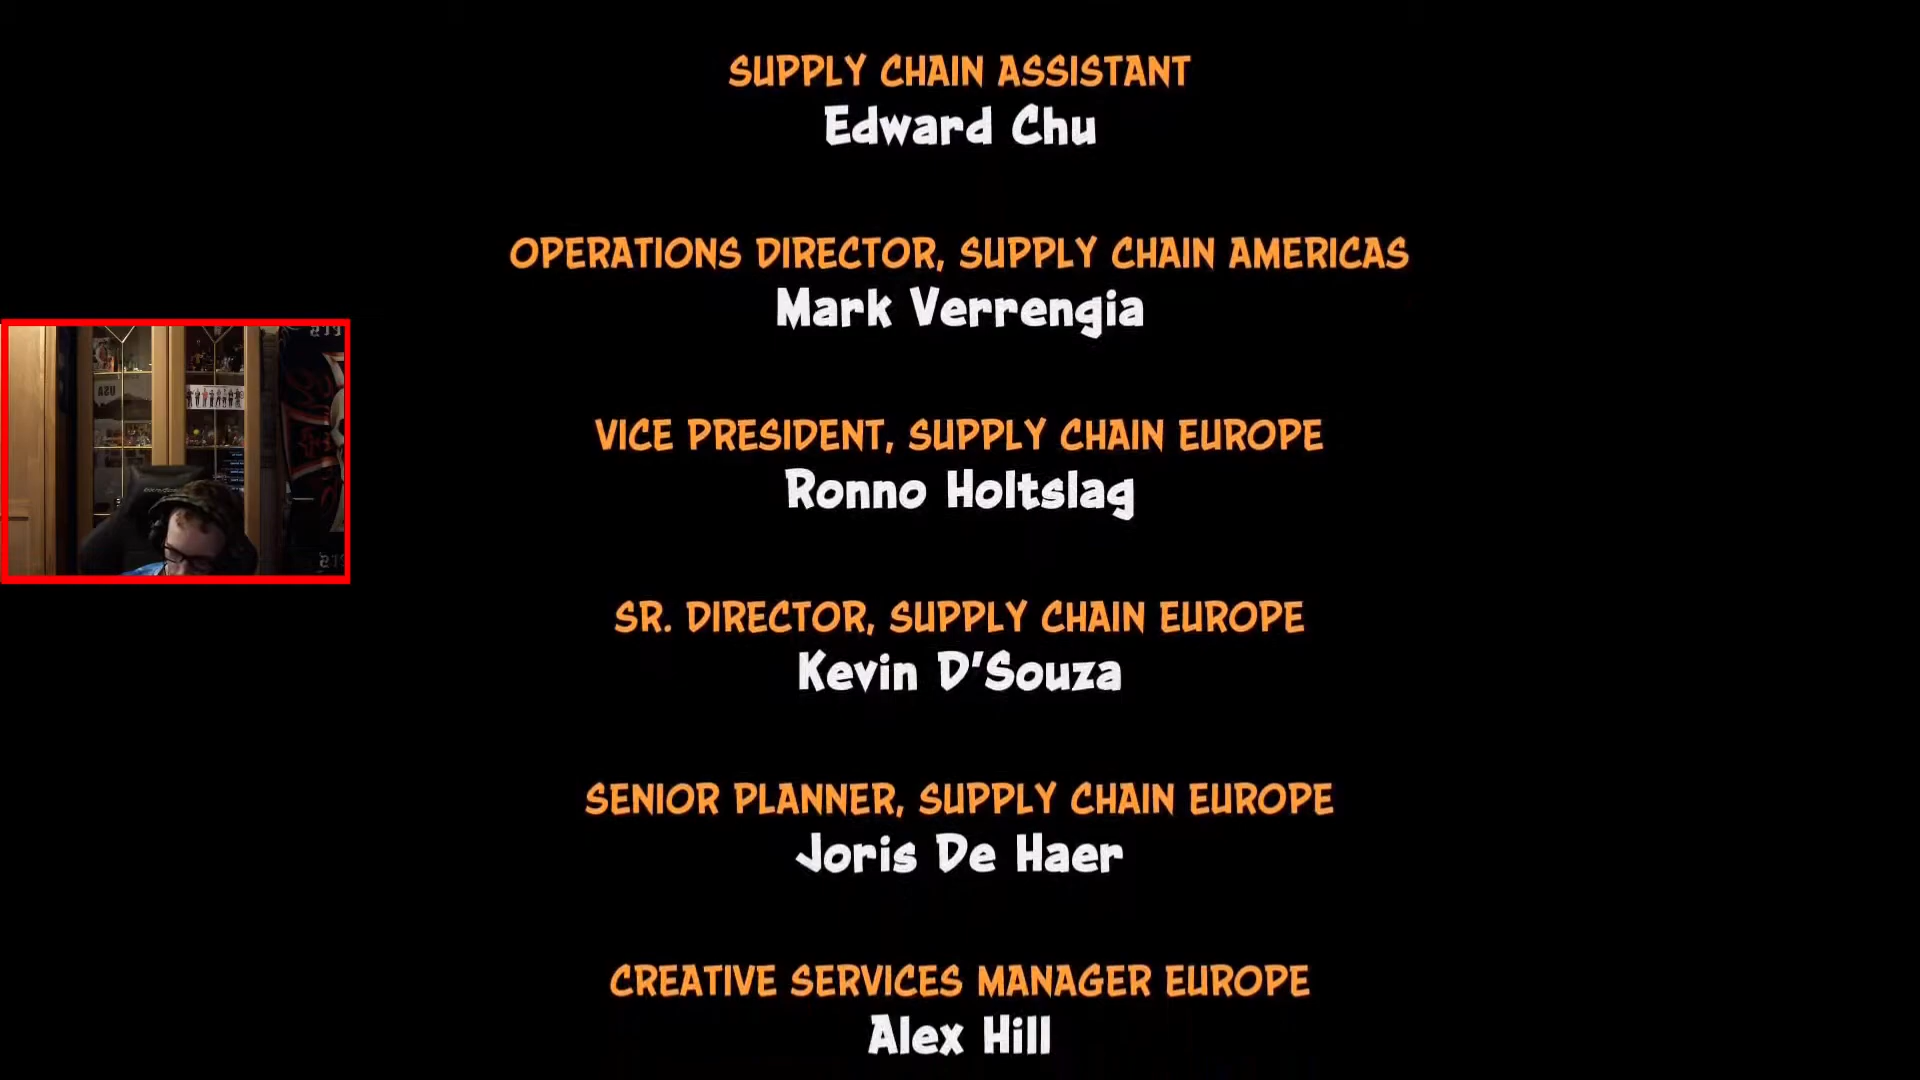 SUPPLY CHAIN ASSISTANT
Edward Chu
OPERATIONS DIRECTOR, SUPPLY CHAIN AMERICAS
Mark Verrengia
VICE PRESIDENT, SUPPLY CHAIN EUROPE
Ronno Holtslag
SR. DIRECTOR, SUPPLY CHAIN EUROPE
Kevin D'Souza
SENIOR PLANNER, SUPPLY CHAIN EUROPE
Joris De Haer
CREATIVE SERVICES MANAGER EUROPE
Alex Hill
USA